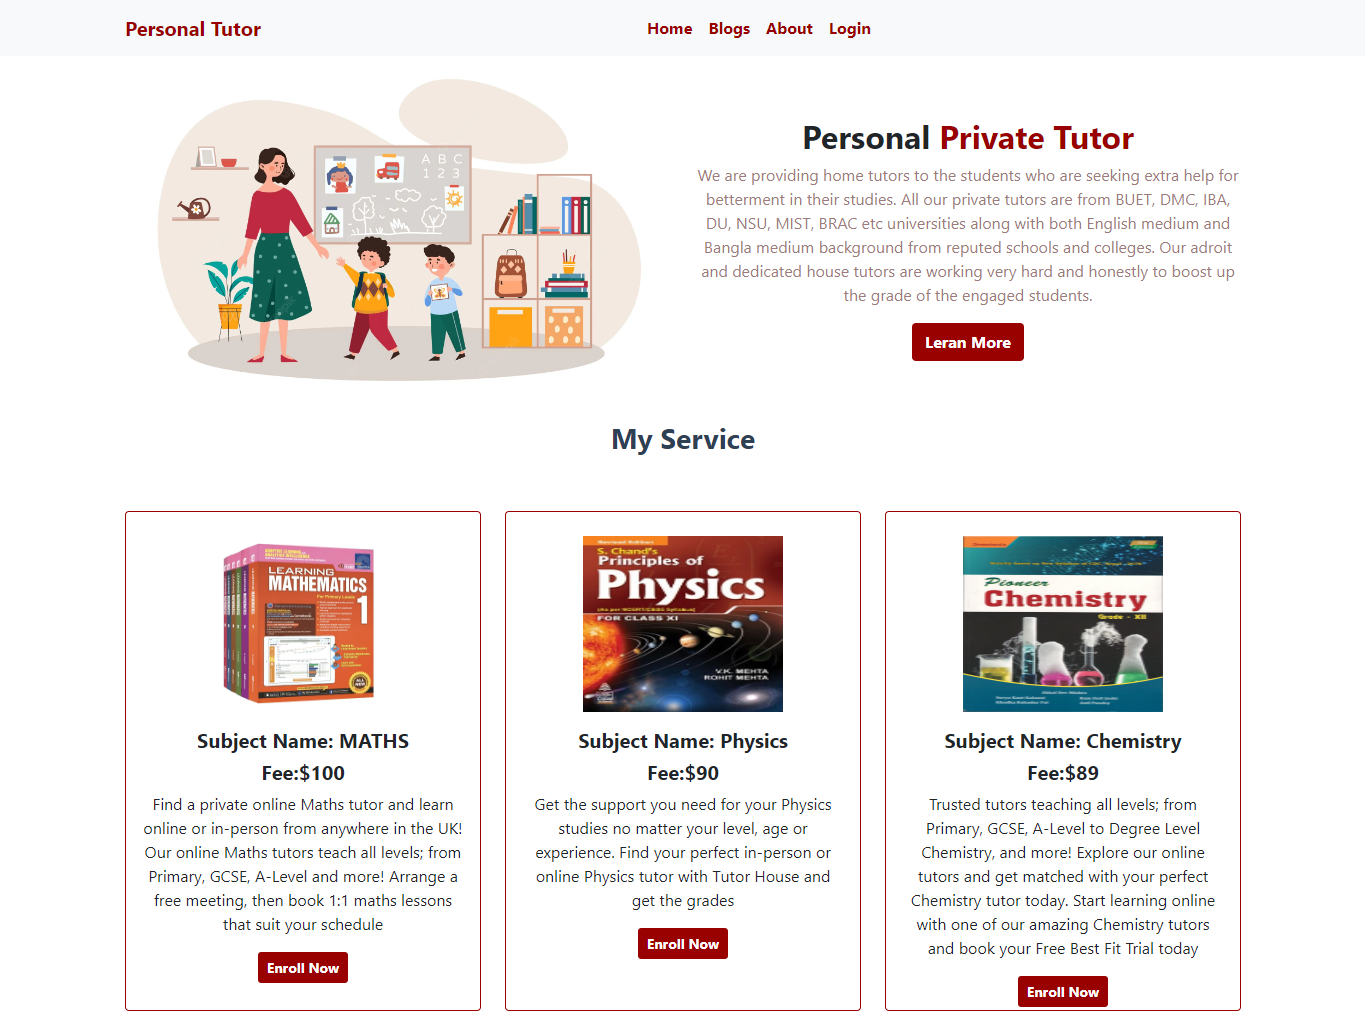 Personal Tutor
Home Blogs About Login
A B C
1 2 3
Personal Private Tutor
We are providing home tutors to the students who are seeking extra help for
betterment in their studies. All our private tutors are from BUET, DMC, IBA,
DU, NSU, MIST, BRAC etc universities along with both English medium and
Bangla medium background from reputed schools and colleges. Our adroit
and dedicated house tutors are working very hard and honestly to boost up
the grade of the engaged students.
Leran More
My Service
LEARNING
MATHEMATICS
For Primary Levels
1
ALL NEW
Subject Name: MATHS
Fee:$100
Find a private online Maths tutor and learn
online or in-person from anywhere in the UK!
Our online Maths tutors teach all levels; from
Primary, GCSE, A-Level and more! Arrange a
free meeting, then book 1:1 maths lessons
that suit your schedule
Enroll Now
Revised Edition
S. Chand's
Principles of
Physics
FOR CLASS XI
V.K. MEHTA
ROHIT MEHTA
Subject Name: Physics
Fee:$90
Get the support you need for your Physics
studies no matter your level, age or
experience. Find your perfect in-person or
online Physics tutor with Tutor House and
get the grades
Enroll Now
Pioneer
Chemistry
Grade - XII
Subject Name: Chemistry
Fee:$89
Trusted tutors teaching all levels; from
Primary, GCSE, A-Level to Degree Level
Chemistry, and more! Explore our online
tutors and get matched with your perfect
Chemistry tutor today. Start learning online
with one of our amazing Chemistry tutors
and book your Free Best Fit Trial today
Enroll Now